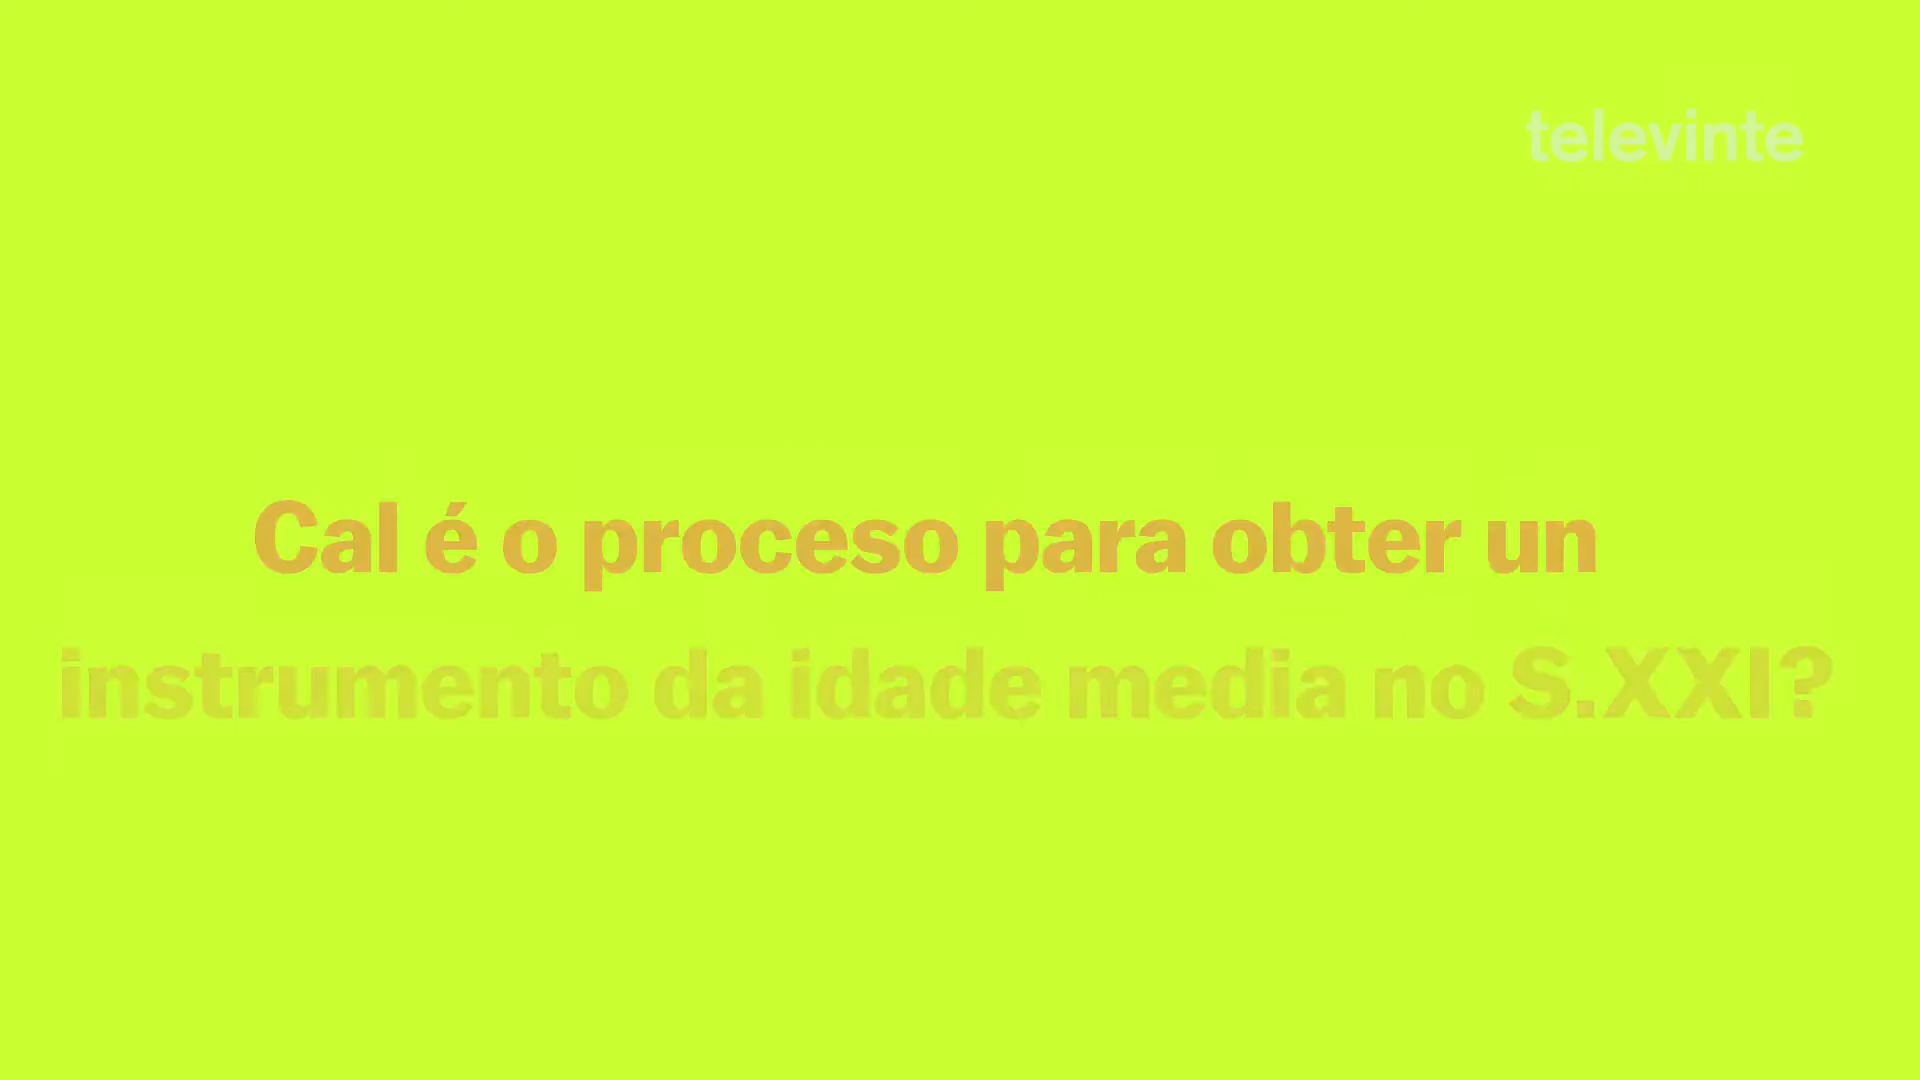 televinte
Cal é o proceso para obter un
instrumento da idade media no S.XXI?